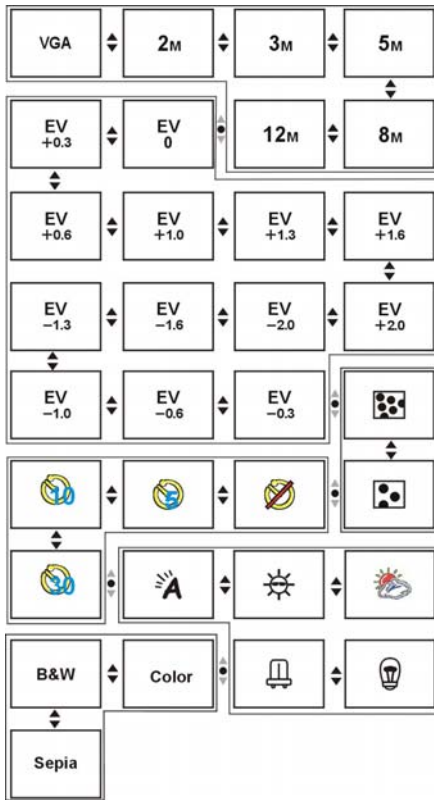 VGA 2M 3M 5M
EV +0.3 EV 0 12M 8M
EV +0.6 EV +1.0 EV +1.3 EV +1.6
EV −1.3 EV −1.6 EV −2.0 EV +2.0
EV −1.0 EV −0.6 EV −0.3
10 5
30 A
B&W Color
Sepia